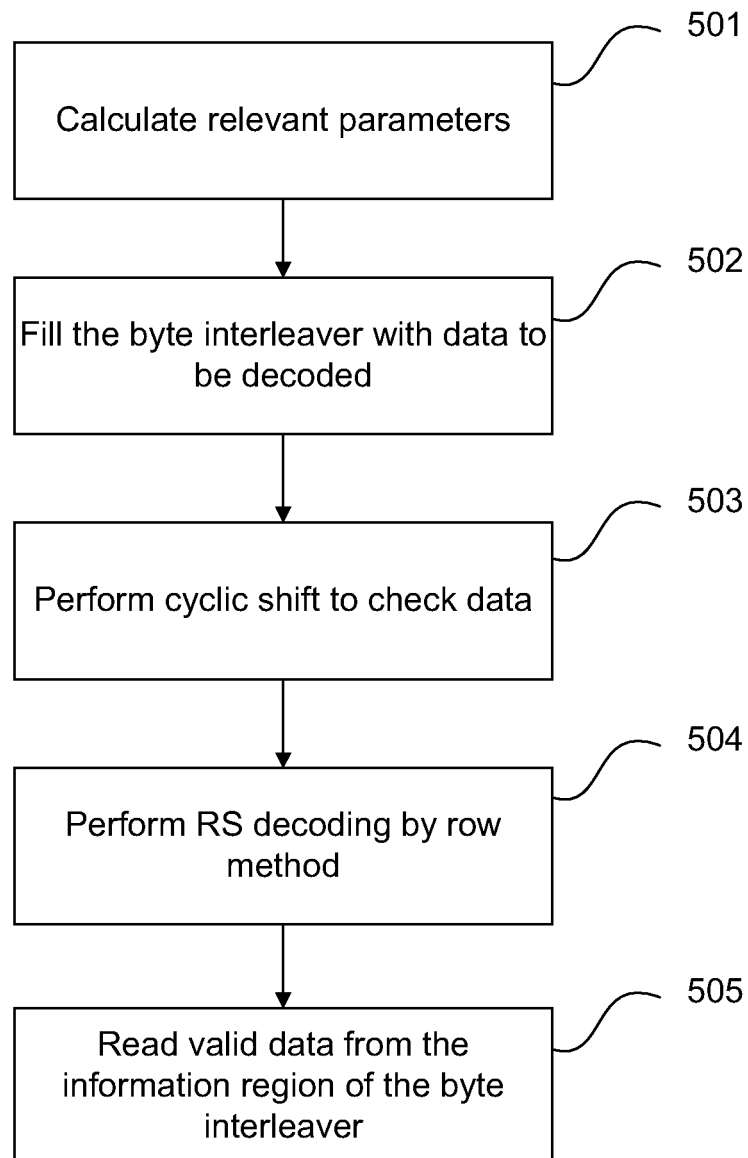 501
Calculate relevant parameters
502
Fill the byte interleaver with data to
be decoded
503
Perform cyclic shift to check data
504
Perform RS decoding by row
method
505
Read valid data from the
information region of the byte
interleaver